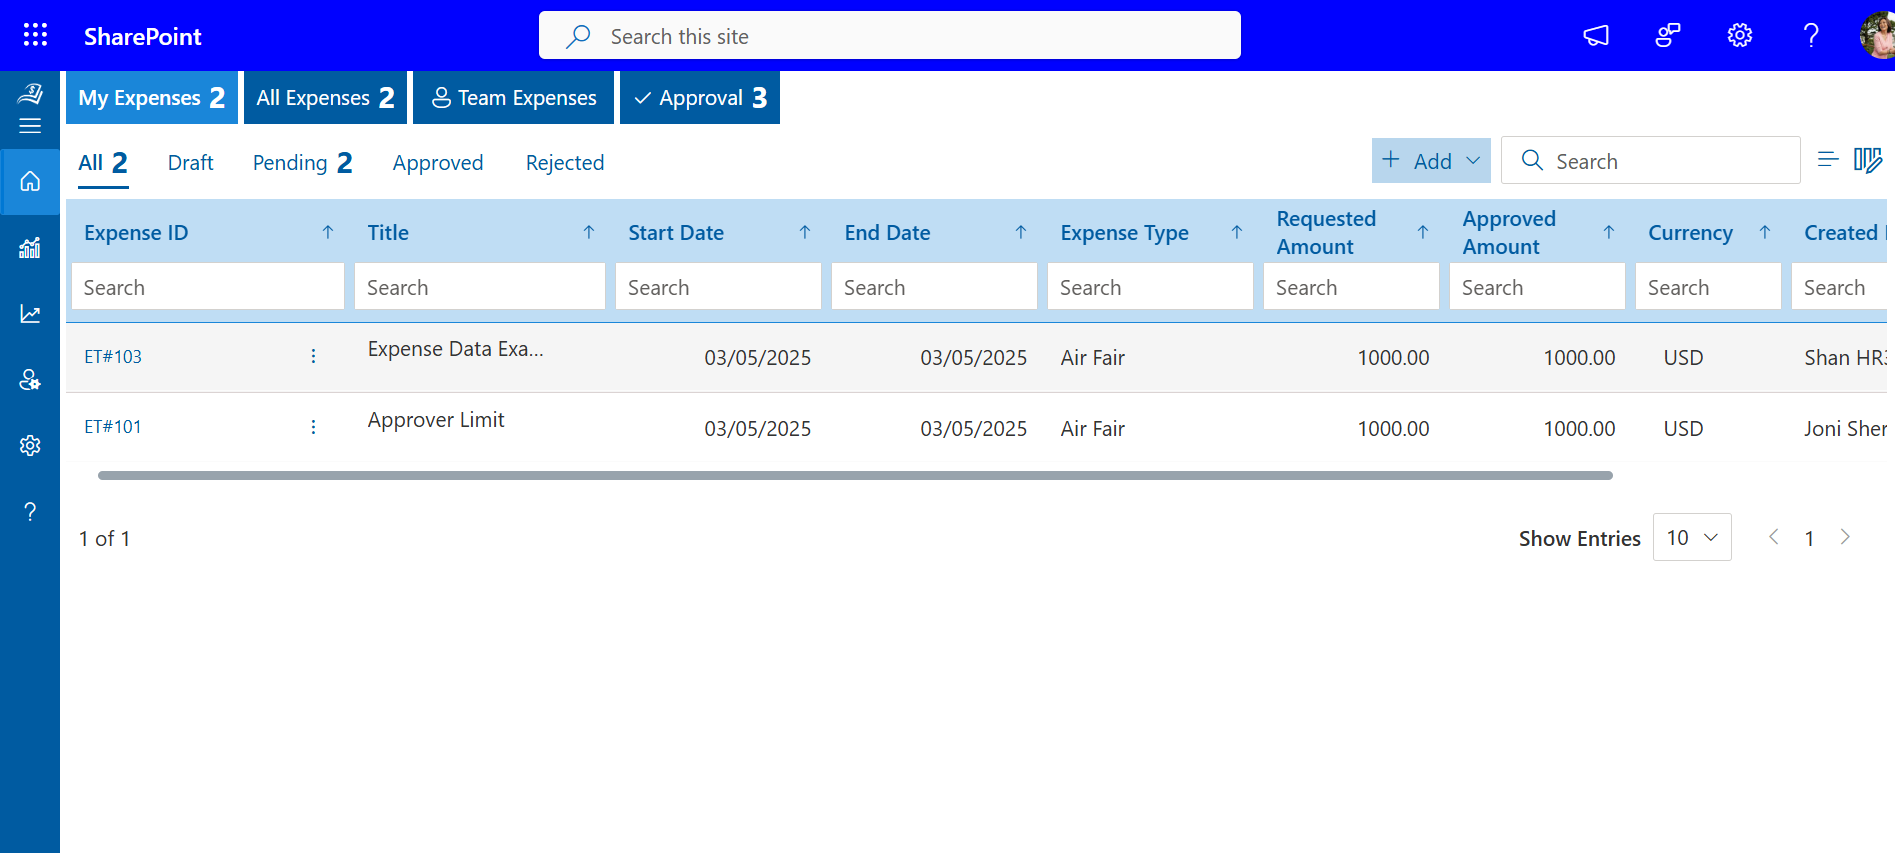 SharePoint
Search this site
My Expenses 2
All Expenses 2
Team Expenses
Approval 3
All 2
Draft
Pending 2
Approved
Rejected
Add
Search
Expense ID
Title
Start Date
End Date
Expense Type
Requested
Amount
Approved
Amount
Currency
Created
Search
Search
Search
Search
Search
Search
Search
Search
Search
ET#103
Expense Data Exa...
03/05/2025
03/05/2025
Air Fair
1000.00
1000.00
USD
Shan HR3
ET#101
Approver Limit
03/05/2025
03/05/2025
Air Fair
1000.00
1000.00
USD
Joni Sher
1 of 1
Show Entries
10
1